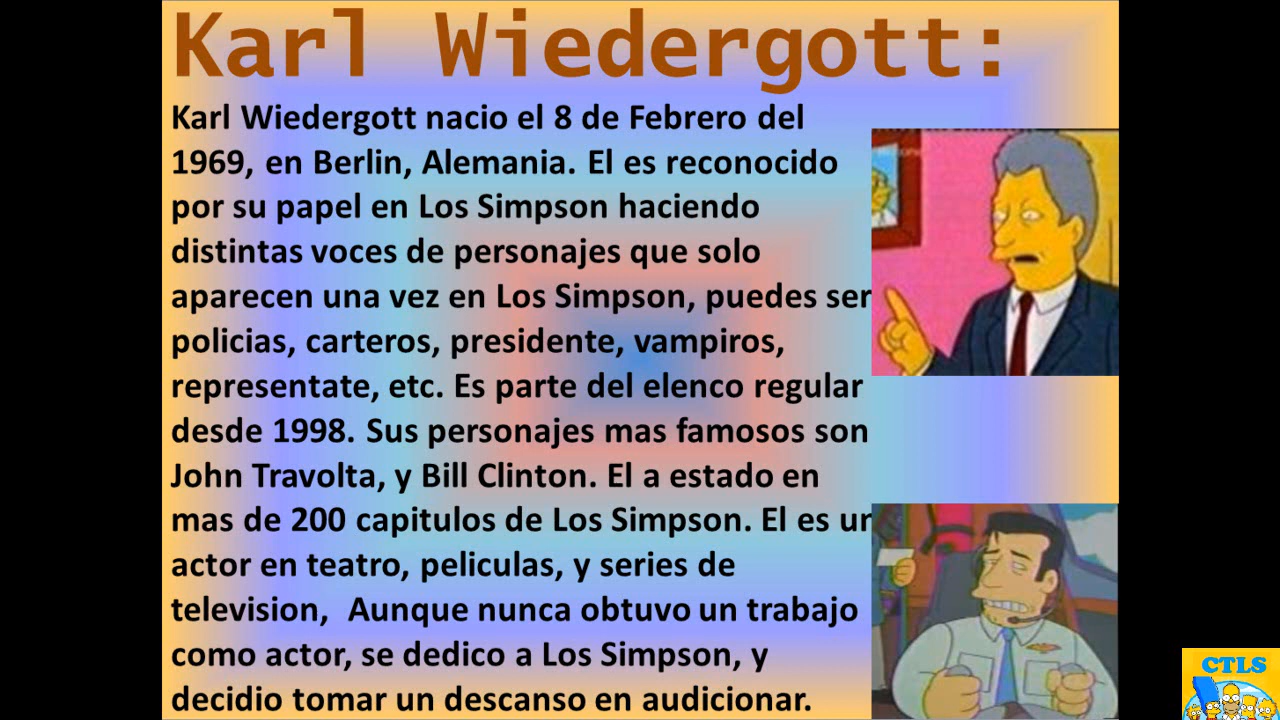 Karl Wiedergott:
Karl Wiedergott nacio el 8 de Febrero del
1969, en Berlin, Alemania. El es reconocido
por su papel en Los Simpson haciendo
distintas voces de personajes que solo
aparecen una vez en Los Simpson, puedes ser
policias, carteros, presidente, vampiros,
representate, etc. Es parte del elenco regular
desde 1998. Sus personajes mas famosos son
John Travolta, y Bill Clinton. El a estado en
mas de 200 capitulos de Los Simpson. El es un
actor en teatro, peliculas, y series de
television, Aunque nunca obtuvo un trabajo
como actor, se dedico a Los Simpson, y
decidio tomar un descanso en audicionar.
CTLS